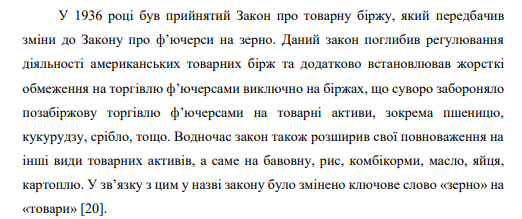 У 1936 році був прийнятий Закон про товарну біржу, який передбачив
зміни до Закону про ф’ючерси на зерно. Даний закон поглибив регулювання
діяльності американських товарних бірж та додатково встановлював жорсткі
обмеження на торгівлю ф’ючерсами виключно на біржах, що суворо забороняло
позабіржову торгівлю ф’ючерсами на товарні активи, зокрема пшеницю,
кукурудзу, срібло, тощо. Водночас закон також розширив свої повноваження на
інші види товарних активів, а саме на бавовну, рис, комбікорми, масло, яйця,
картоплю. У зв’язку з цим у назві закону було змінено ключове слово «зерно» на
«товари» [20].